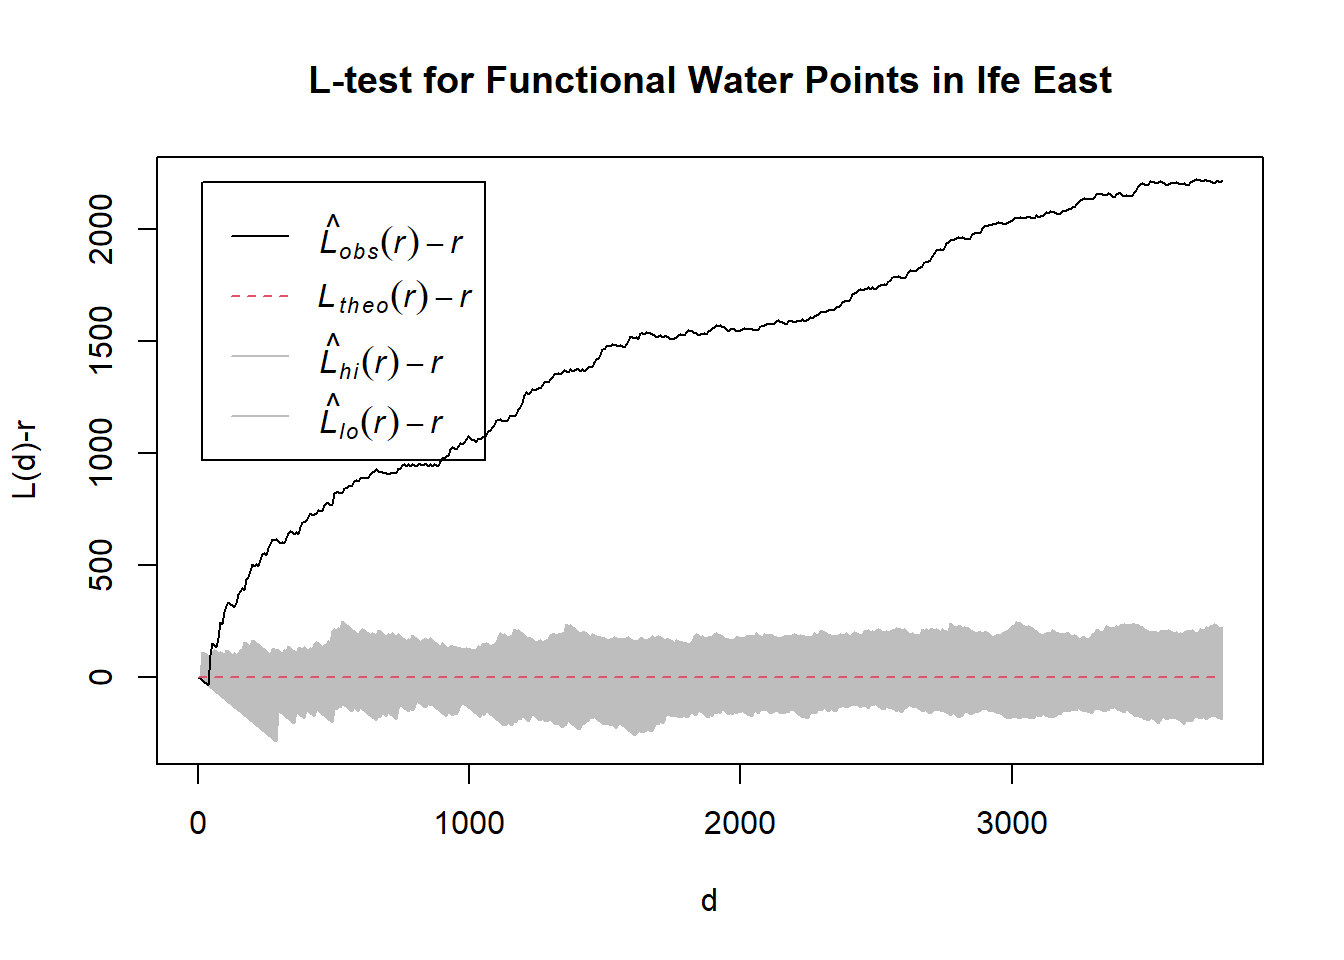 L-test for Functional Water Points in Ife East
L̂obs(r) − r
Ltheo(r) − r
L̂hi(r) − r
L̂lo(r) − r
L(d)-r
2000
1500
1000
500
0
0 1000 2000 3000
d